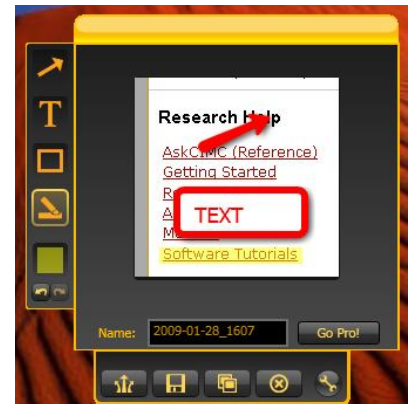 T
Research Help
AskCIMC (Reference)
Getting Started
R
TEXT
A
M
Software Tutorials
Name: 2009-01-28_1607 Go Pro!